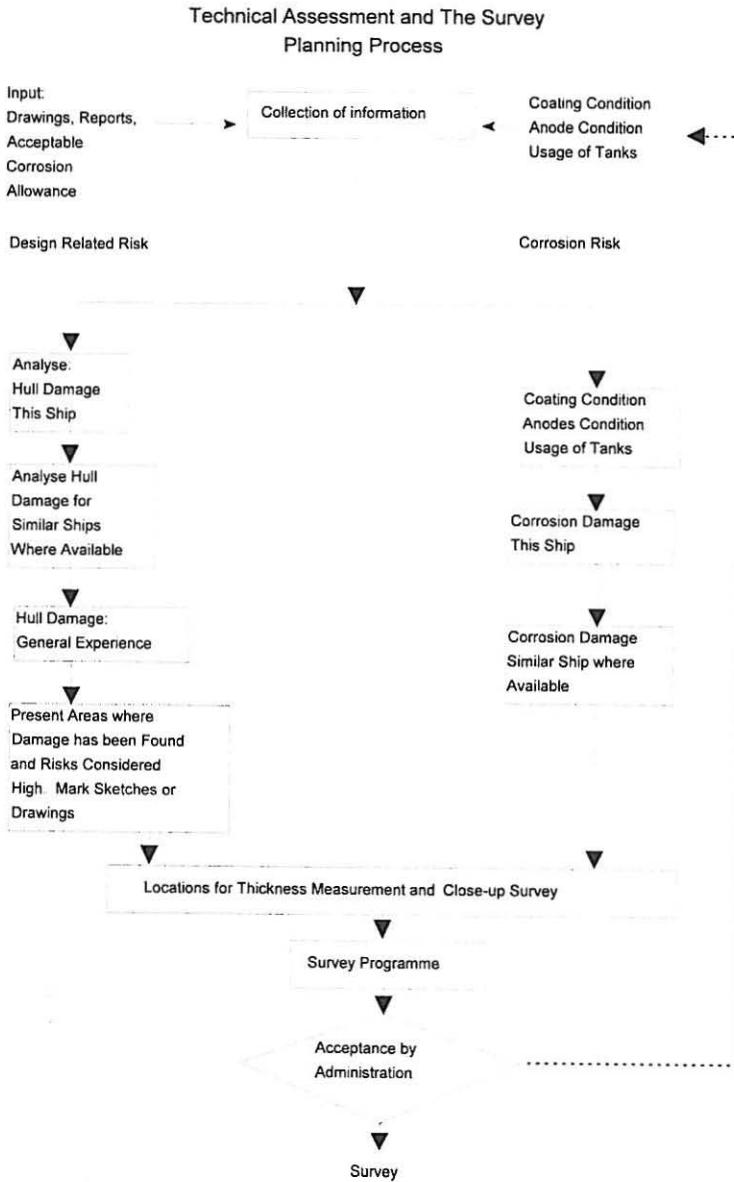 Technical Assessment and The Survey
Planning Process
Input:
Drawings, Reports,
Acceptable
Corrosion
Allowance
Collection of information
Coating Condition
Anode Condition
Usage of Tanks
Design Related Risk
Corrosion Risk
Analyse:
Hull Damage
This Ship
Analyse Hull
Damage for
Similar Ships
Where Available
Hull Damage:
General Experience
Present Areas where
Damage has been Found
and Risks Considered
High. Mark Sketches or
Drawings
Coating Condition
Anodes Condition
Usage of Tanks
Corrosion Damage
This Ship
Corrosion Damage
Similar Ship where
Available
Locations for Thickness Measurement and Close-up Survey
Survey Programme
Acceptance by
Administration
Survey